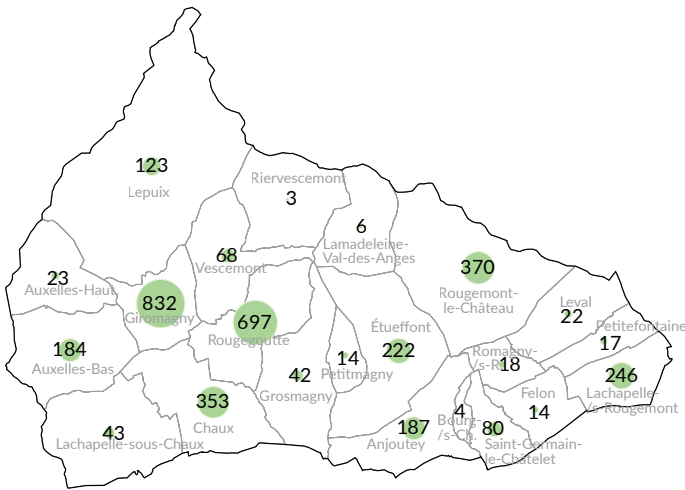 123
Lepuix
Riervescemont
3
6
Lamadeleine-
Val-des-Anges
68
Vescemont
370
Rougemont-
le-Château
23
Auxelles-Haut
832
Giromagny
697
Rougegoutte
Leval
22
Petitefontaine
17
Étueffont
222
184
Auxelles-Bas
14
Petitmagny
Romagny-
/s-R.
18
246
Lachapelle-
/s-Rougemont
42
Grosmagny
353
Chaux
Felon
14
4
Bourg-
/s-Ch.
43
Lachapelle-sous-Chaux
187
Anjoutey
80
Saint-Germain-
le-Châtelet